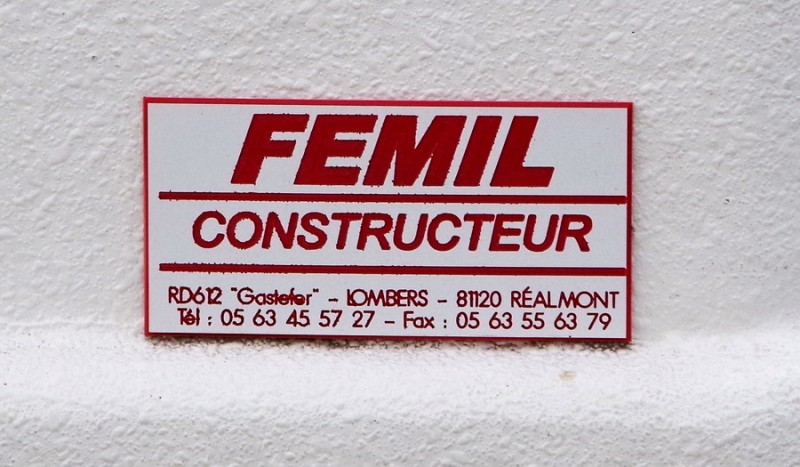 FEMIL
CONSTRUCTEUR
RD612 "Gastefer" - LOMBERS - 81120 RÉALMONT
Tél : 05 63 45 57 27 - Fax : 05 63 55 63 79